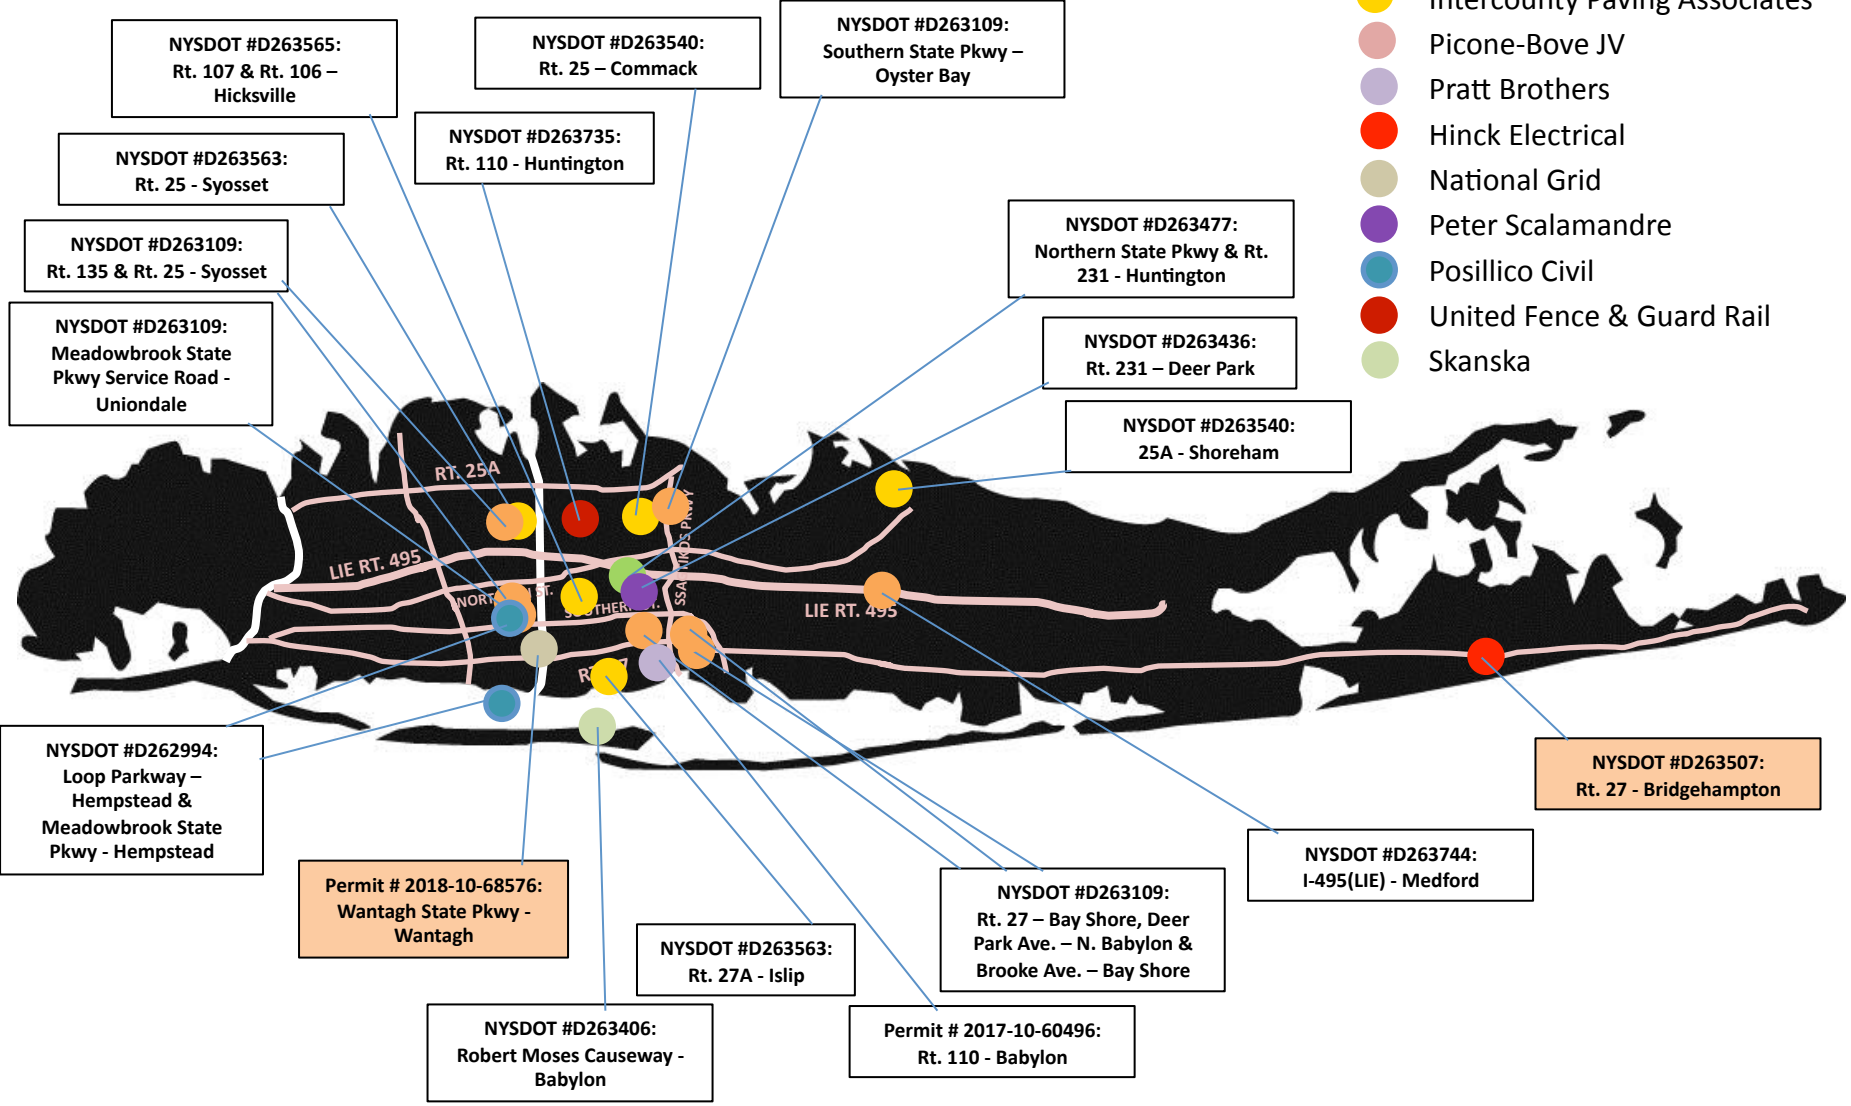 NYSDOT #D263565:
Rt. 107 & Rt. 106 –
Hicksville
NYSDOT #D263540:
Rt. 25 – Commack
NYSDOT #D263109:
Southern State Pkwy –
Oyster Bay
Intercounty Paving Associates
Picone-Bove JV
Pratt Brothers
Hinck Electrical
National Grid
Peter Scalamandre
Posillico Civil
United Fence & Guard Rail
Skanska
NYSDOT #D263563:
Rt. 25 - Syosset
NYSDOT #D263735:
Rt. 110 - Huntington
NYSDOT #D263109:
Rt. 135 & Rt. 25 - Syosset
NYSDOT #D263477:
Northern State Pkwy & Rt.
231 - Huntington
NYSDOT #D263109:
Meadowbrook State
Pkwy Service Road -
Uniondale
NYSDOT #D263436:
Rt. 231 – Deer Park
NYSDOT #D263540:
25A - Shoreham
RT. 25A
LIE RT. 495
PKWY
ST.
LIE RT. 495
NYSDOT #D262994:
Loop Parkway –
Hempstead &
Meadowbrook State
Pkwy - Hempstead
NYSDOT #D263507:
Rt. 27 - Bridgehampton
NYSDOT #D263744:
I-495(LIE) - Medford
Permit # 2018-10-68576:
Wantagh State Pkwy -
Wantagh
NYSDOT #D263109:
Rt. 27 – Bay Shore, Deer
Park Ave. – N. Babylon &
Brooke Ave. – Bay Shore
NYSDOT #D263563:
Rt. 27A - Islip
NYSDOT #D263406:
Robert Moses Causeway -
Babylon
Permit # 2017-10-60496:
Rt. 110 - Babylon